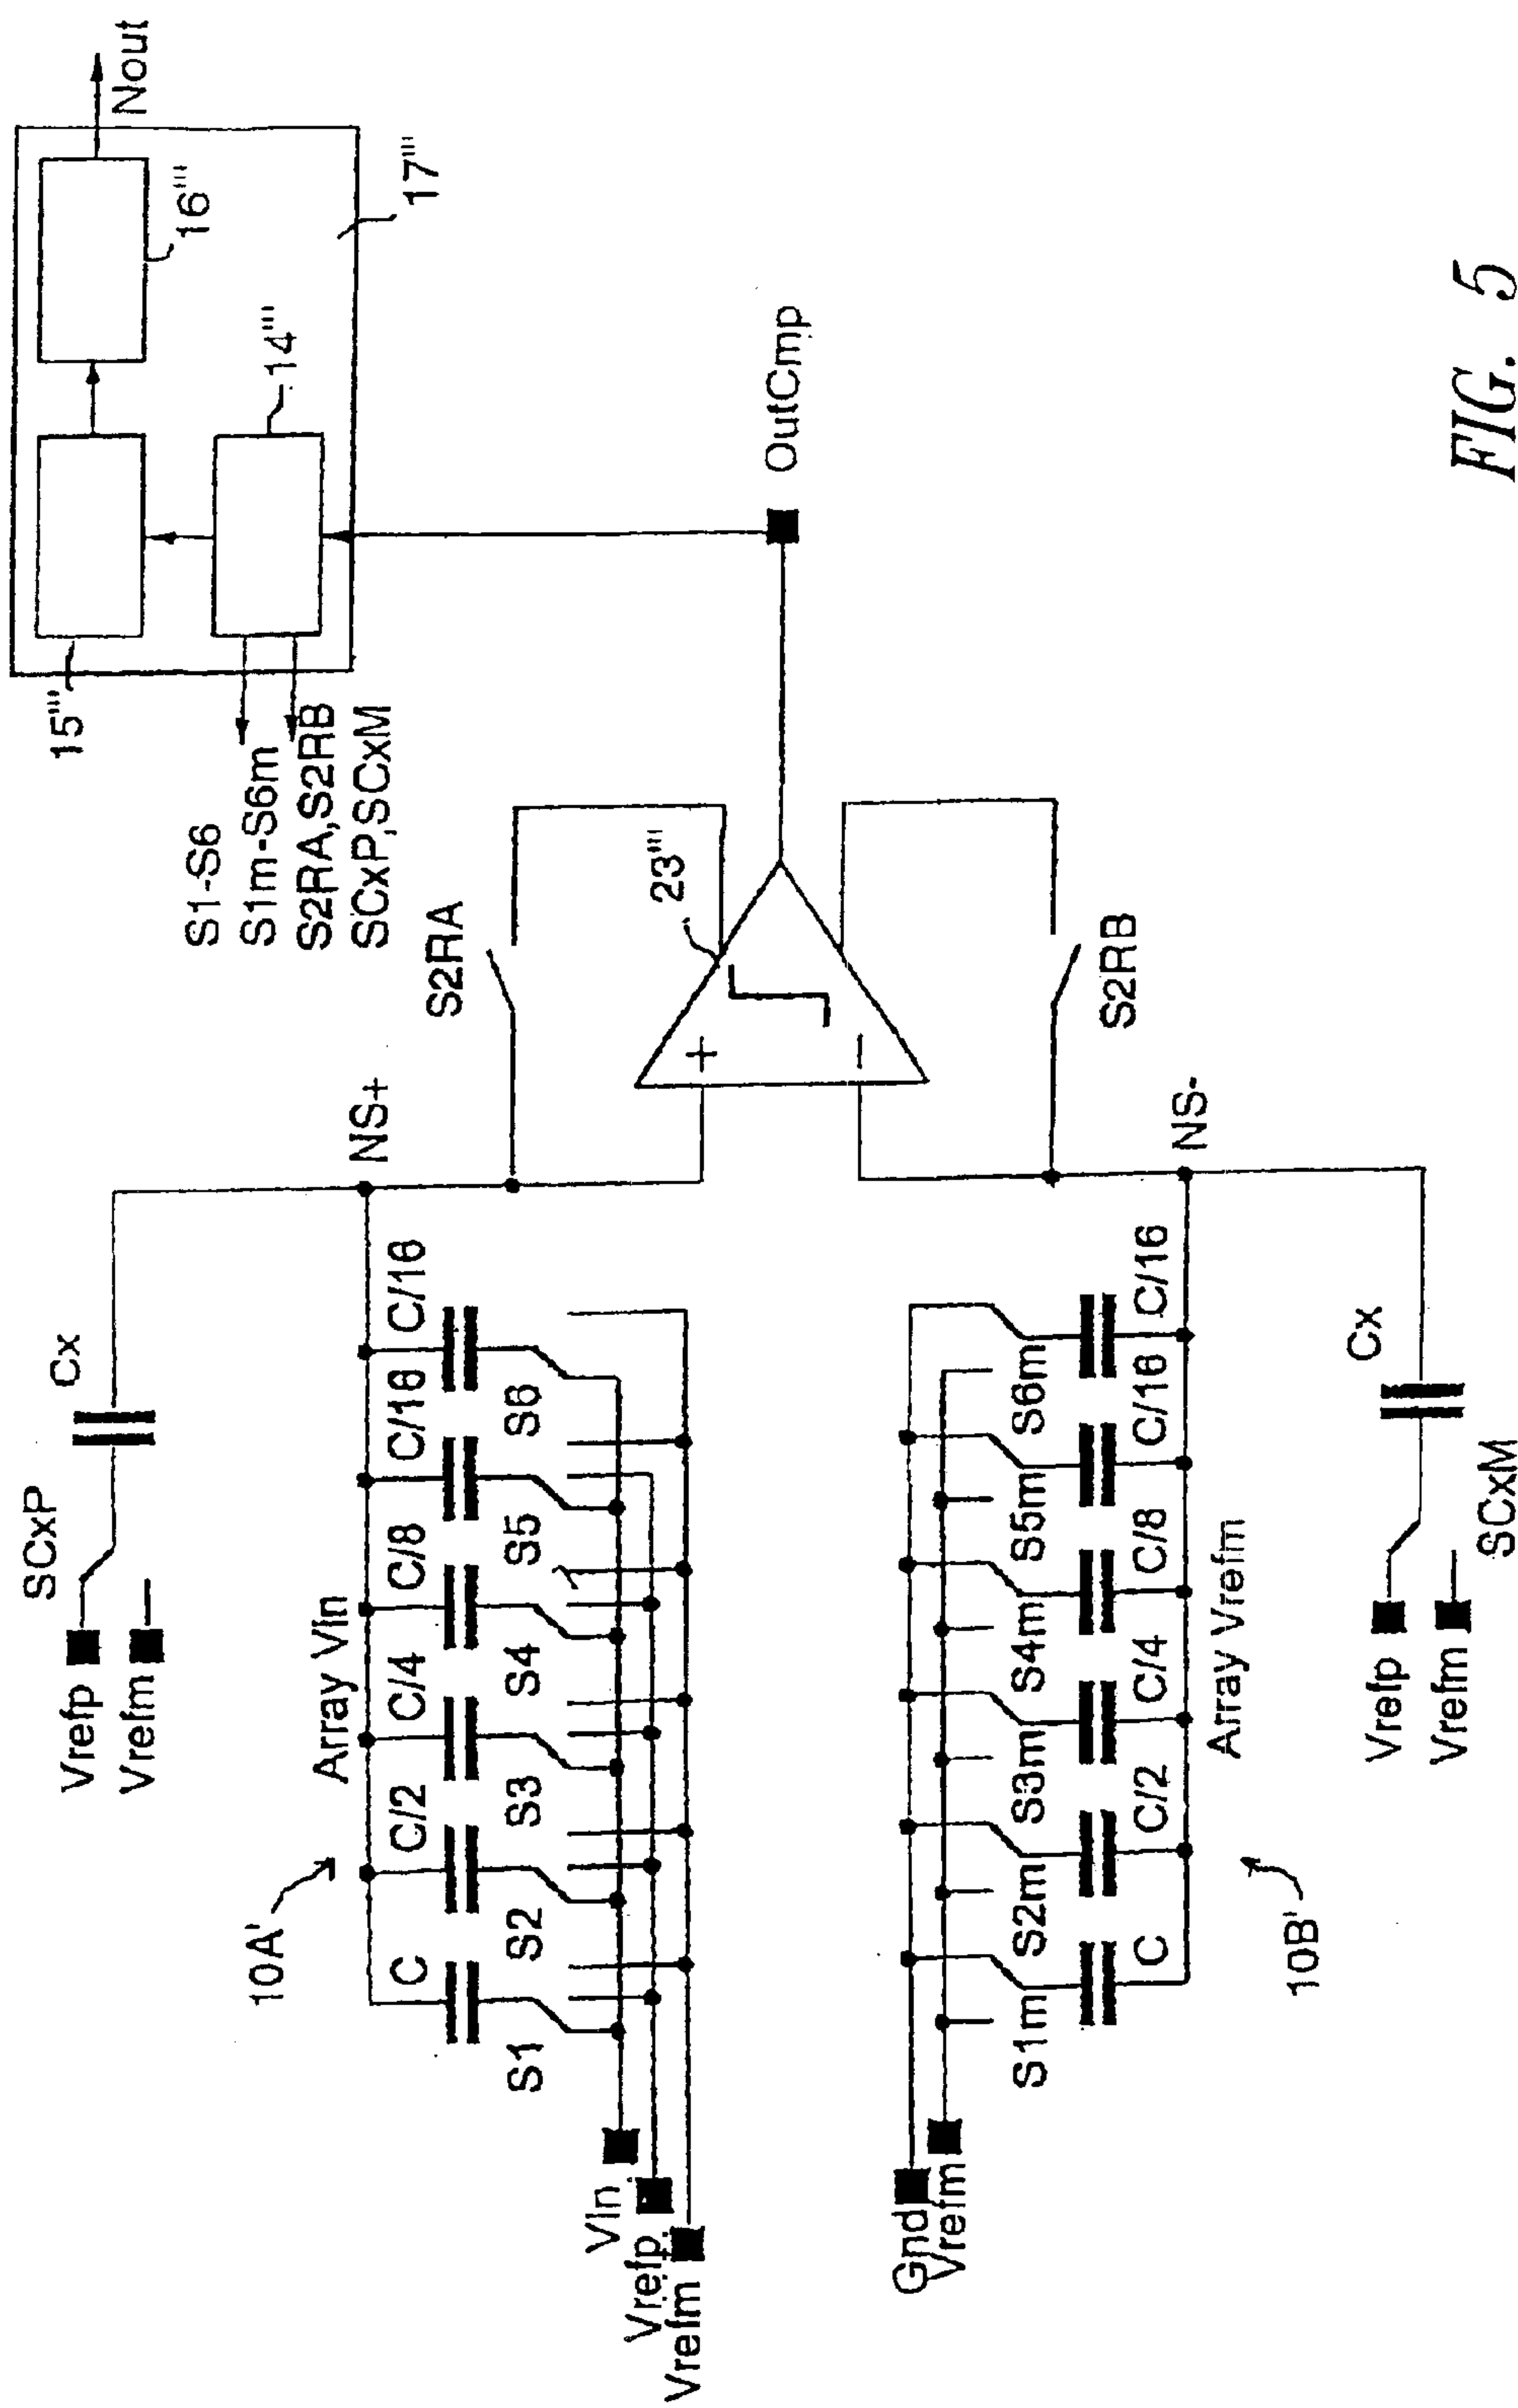 Nout
16'''
15'''
14'''
17'''
S1-S6
S1m-S6m
S2RA,S2RB
SCxP,SCxM
SCxP
Vrefp
Vrefm
Cx
NS+
10A'
Array Vin
C
C/2
C/4
C/8
C/16
C/16
S1
S2
S3
S4
S5
S6
Vin
Vrefp
Vrefm
S2RA
23'''
+
−
OutCmp
S2RB
Gnd
Vrefm
S1m
S2m
S3m
S4m
S5m
S6m
C
C/2
C/4
C/8
C/16
C/16
NS-
10B'
Array Vrefm
Cx
Vrefp
Vrefm
SCxM
FIG. 5